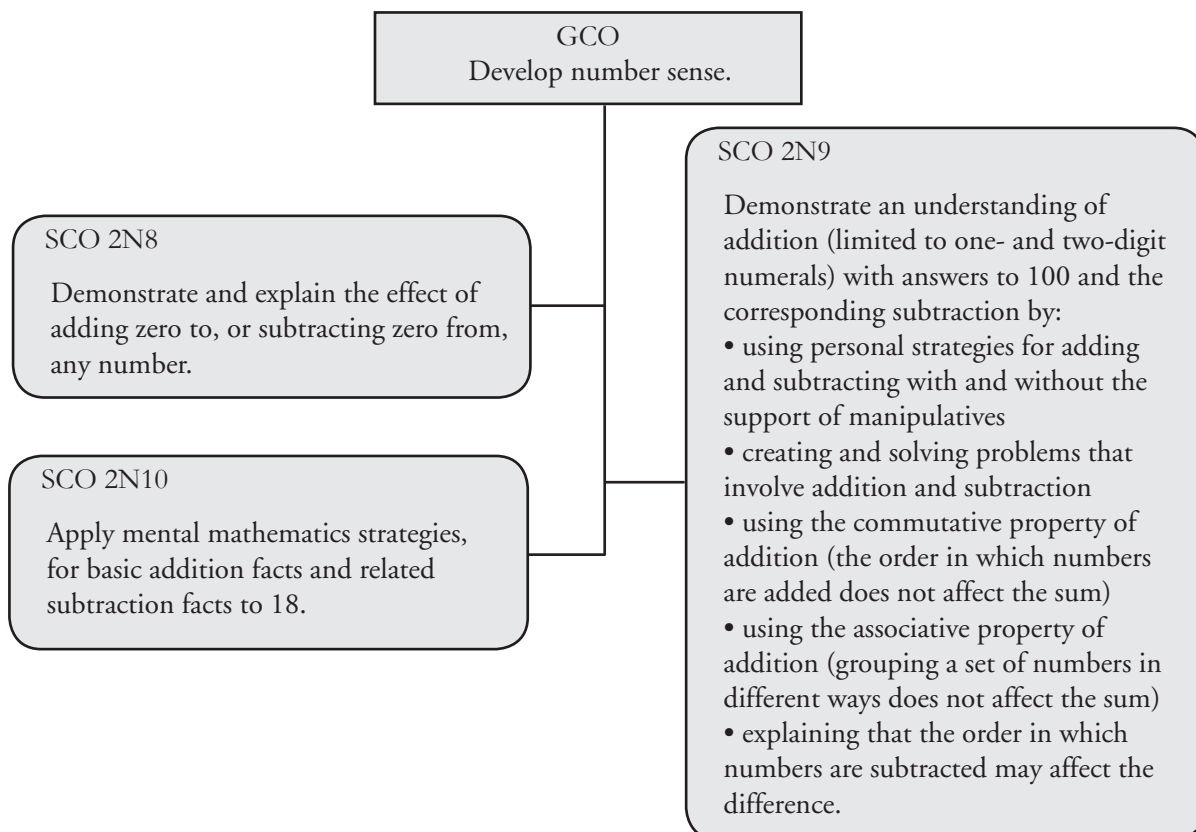 GCO
Develop number sense.
SCO 2N8
Demonstrate and explain the effect of
adding zero to, or subtracting zero from,
any number.
SCO 2N10
Apply mental mathematics strategies,
for basic addition facts and related
subtraction facts to 18.
SCO 2N9
Demonstrate an understanding of
addition (limited to one- and two-digit
numerals) with answers to 100 and the
corresponding subtraction by:
• using personal strategies for adding
and subtracting with and without the
support of manipulatives
• creating and solving problems that
involve addition and subtraction
• using the commutative property of
addition (the order in which numbers
are added does not affect the sum)
• using the associative property of
addition (grouping a set of numbers in
different ways does not affect the sum)
• explaining that the order in which
numbers are subtracted may affect the
difference.